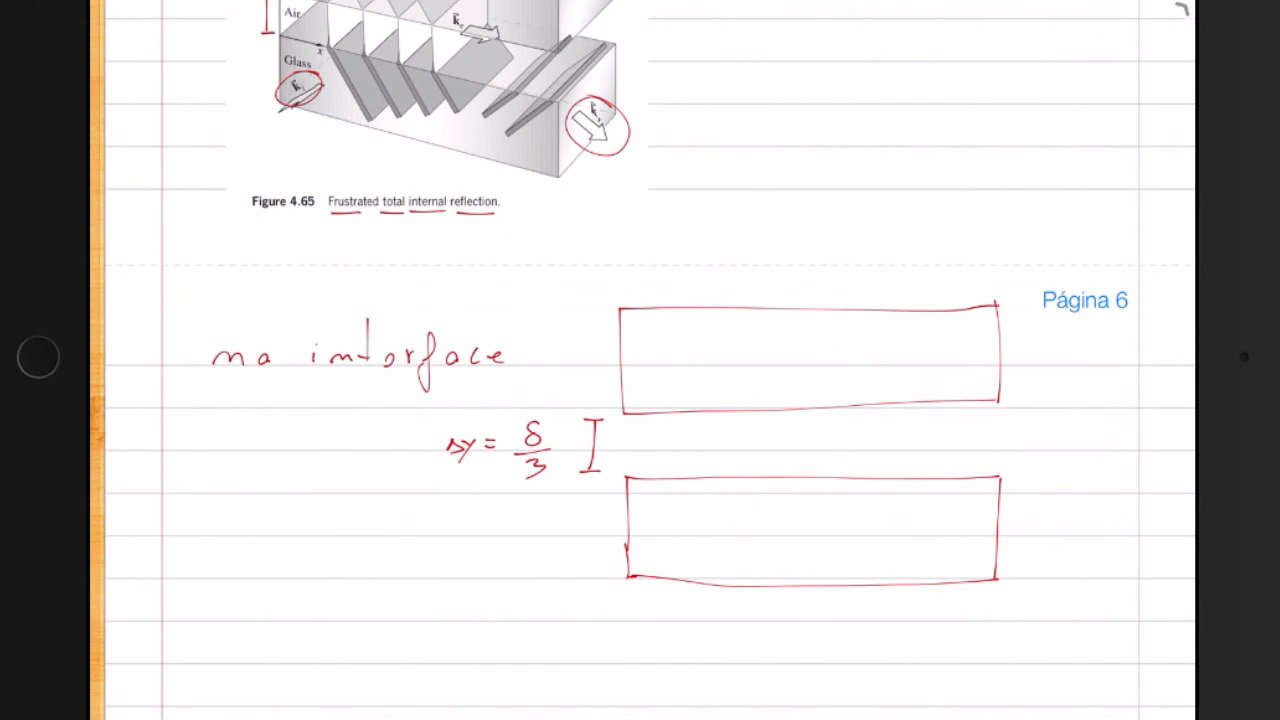 Air
x
Glass
Figure 4.65 Frustrated total internal reflection.
Página 6
na interface
Δy = δ/3